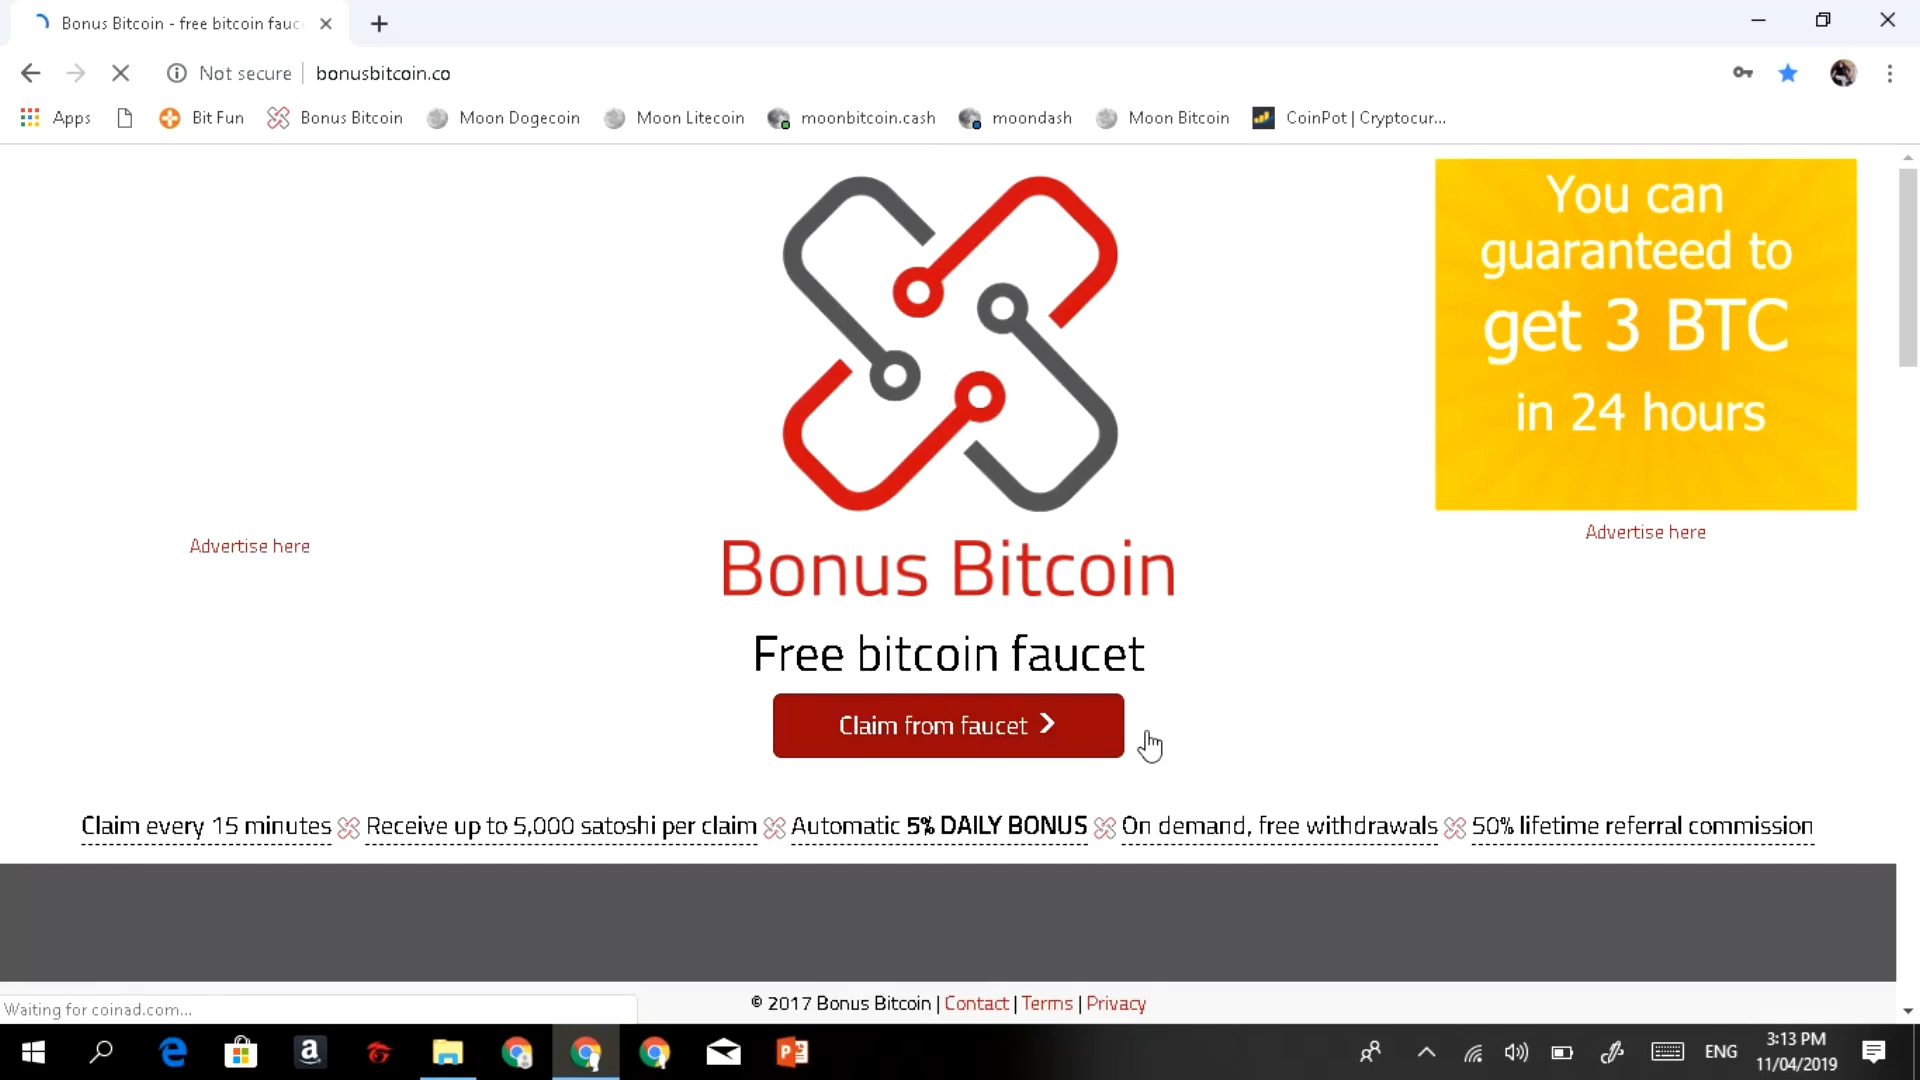 Bonus Bitcoin - free bitcoin fauc
Not secure
bonusbitcoin.co
Apps
Bit Fun
Bonus Bitcoin
Moon Dogecoin
Moon Litecoin
moonbitcoin.cash
moondash
Moon Bitcoin
CoinPot | Cryptocur...
You can
guaranteed to
get 3 BTC
in 24 hours
Advertise here
Advertise here
Bonus Bitcoin
Free bitcoin faucet
Claim from faucet
Claim every 15 minutes Receive up to 5,000 satoshi per claim Automatic 5% DAILY BONUS On demand, free withdrawals 50% lifetime referral commission
© 2017 Bonus Bitcoin | Contact | Terms | Privacy
Waiting for coinad.com...
ENG
3:13 PM
11/04/2019